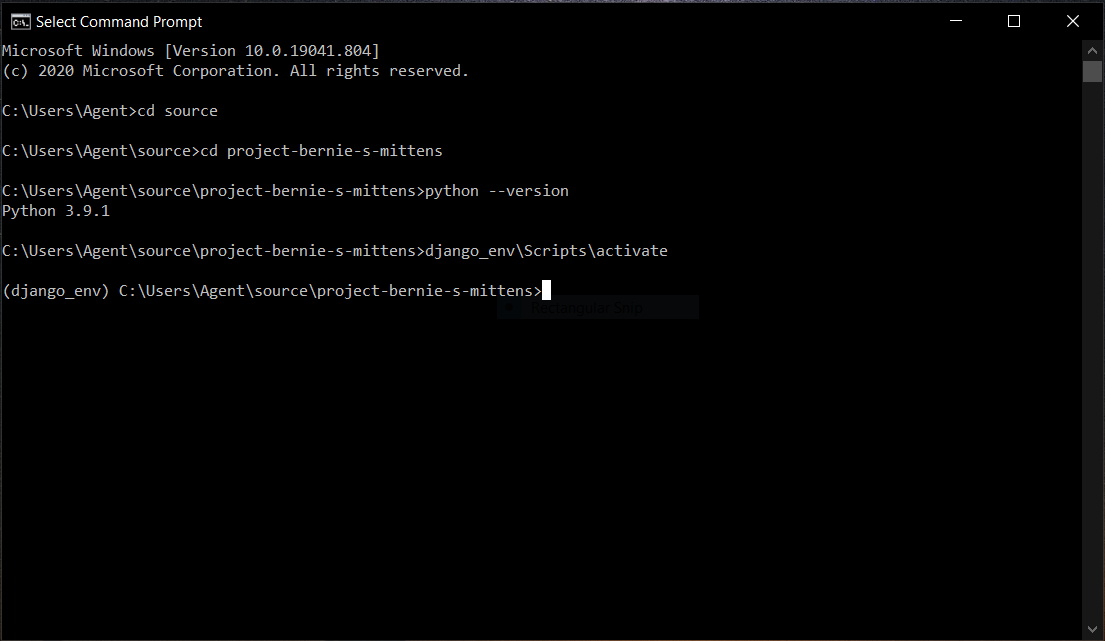 Select Command Prompt
Microsoft Windows [Version 10.0.19041.804]
(c) 2020 Microsoft Corporation. All rights reserved.
C:\Users\Agent>cd source
C:\Users\Agent\source>cd project-bernie-s-mittens
C:\Users\Agent\source\project-bernie-s-mittens>python --version
Python 3.9.1
C:\Users\Agent\source\project-bernie-s-mittens>django_env\Scripts\activate
(django_env) C:\Users\Agent\source\project-bernie-s-mittens>
Rectangular Snip